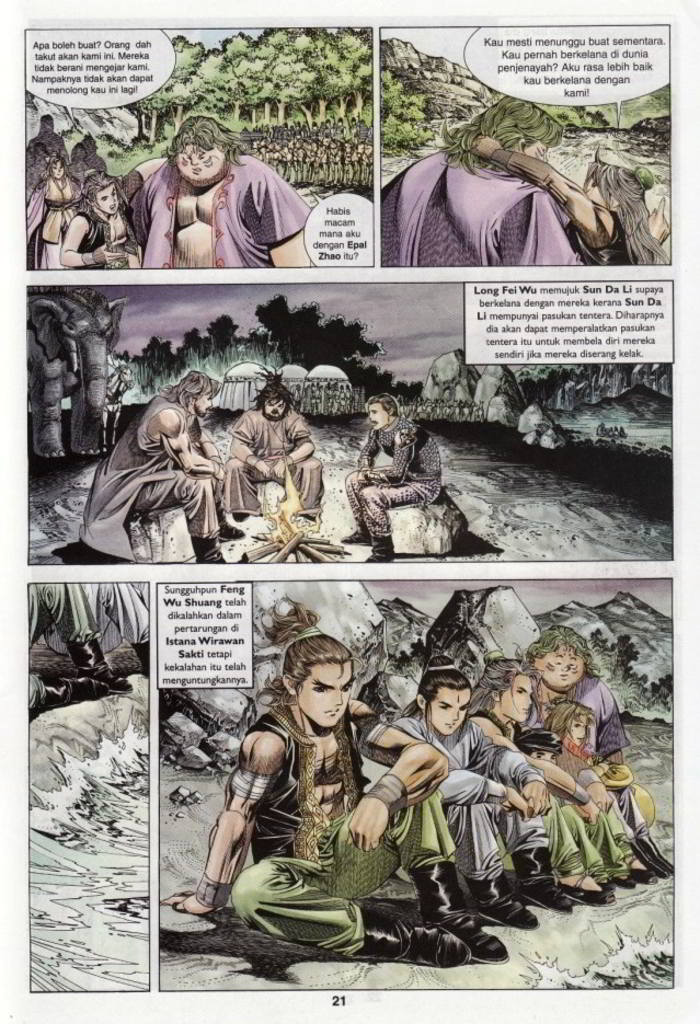 Apa boleh buat? Orang dah
takut akan kami ini. Mereka
tidak berani mengejar kami.
Nampaknya tidak akan dapat
menolong kau ini lagi!
Habis
macam
mana aku
dengan Epal
Zhao itu?
Kau mesti menunggu buat sementara.
Kau pernah berkelana di dunia
penjenayah? Aku rasa lebih baik
kau berkelana dengan
kami!
Long Fei Wu memujuk Sun Da Li supaya
berkelana dengan mereka kerana Sun Da
Li mempunyai pasukan tentera. Diharapnya
dia akan dapat memperalatkan pasukan
tentera itu untuk membela diri mereka
sendiri jika mereka diserang kelak.
Sungguhpun Feng
Wu Shuang telah
dikalahkan dalam
pertarungan di
Istana Wirawan
Sakti tetapi
kekalahan itu telah
menguntungkannya.
21